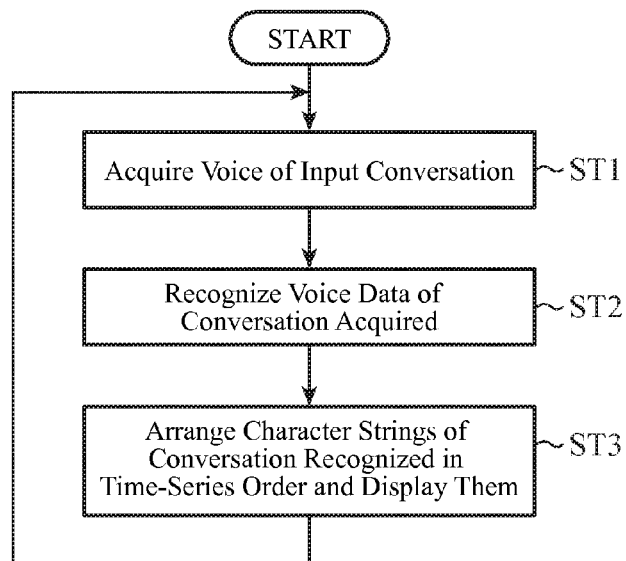 START
Acquire Voice of Input Conversation
ST1
Recognize Voice Data of
Conversation Acquired
ST2
Arrange Character Strings of
Conversation Recognized in
Time-Series Order and Display Them
ST3